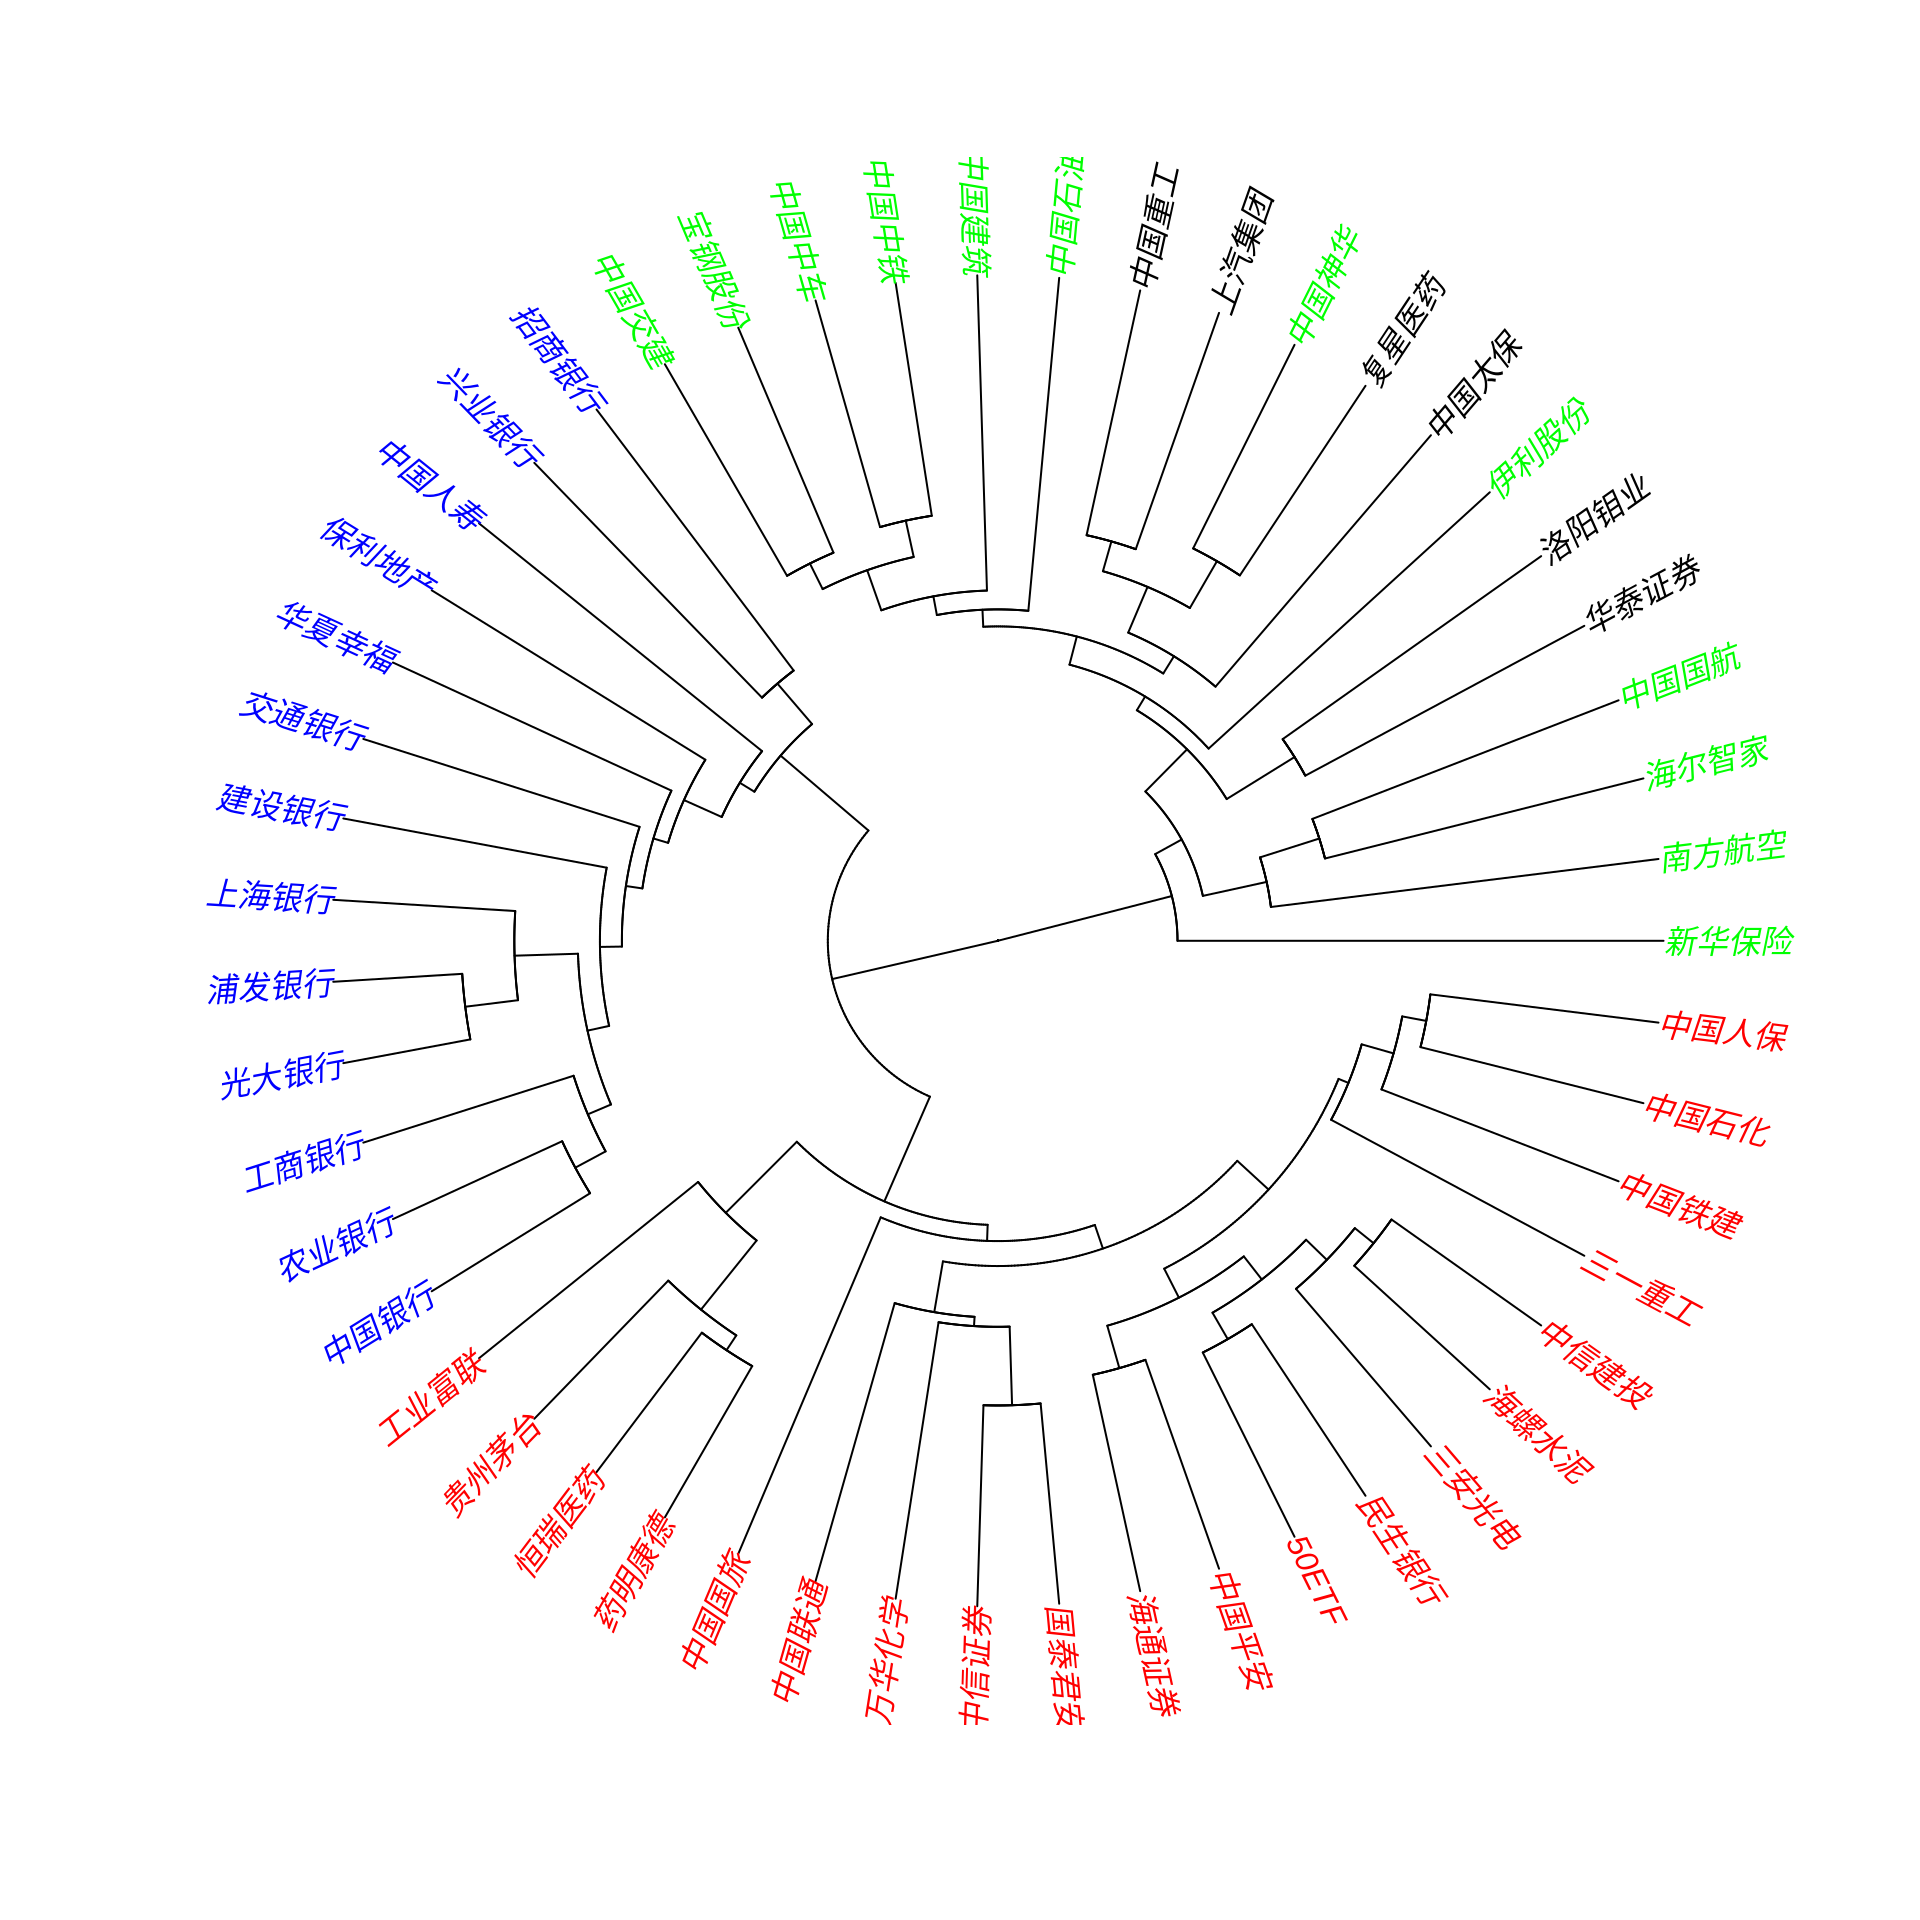 中国石油
中国建筑
中国中铁
中国中车
宝钢股份
中国交建
招商银行
兴业银行
中国人寿
保利地产
华夏幸福
交通银行
建设银行
上海银行
浦发银行
光大银行
工商银行
农业银行
中国银行
工业富联
贵州茅台
恒瑞医药
药明康德
中国国旅
中国联通
万华化学
中信证券
国泰君安
海通证券
中国平安
50ETF
民生银行
三安光电
海螺水泥
中信建投
三一重工
中国铁建
中国石化
中国人保
新华保险
南方航空
海尔智家
中国国航
华泰证券
洛阳钼业
伊利股份
中国太保
复星医药
中国神华
上汽集团
中国重工